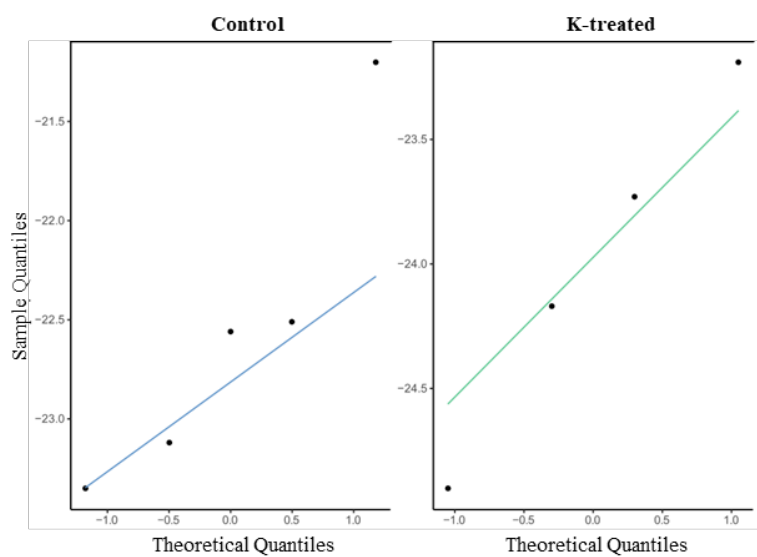 Control
K-treated
Sample Quantiles
−21.5
−22.0
−22.5
−23.0
−1.0 −0.5 0.0 0.5 1.0
Theoretical Quantiles
−23.5
−24.0
−24.5
−1.0 −0.5 0.0 0.5 1.0
Theoretical Quantiles